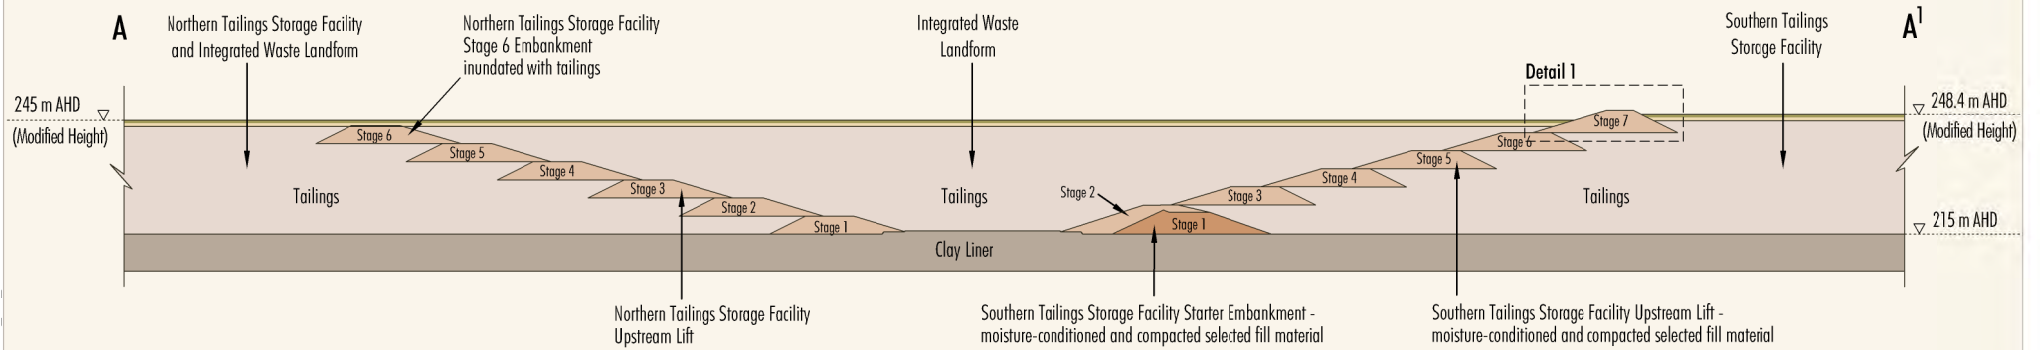 A
Northern Tailings Storage Facility
and Integrated Waste Landform
Northern Tailings Storage Facility
Stage 6 Embankment
inundated with tailings
Integrated Waste
Landform
Southern Tailings
Storage Facility
A1
Detail 1
245 m AHD
(Modified Height)
248.4 m AHD
(Modified Height)
Stage 6
Stage 5
Stage 4
Stage 3
Stage 2
Stage 1
Stage 7
Stage 6
Stage 5
Stage 4
Stage 3
Stage 2
Stage 1
Tailings
Tailings
Tailings
215 m AHD
Clay Liner
Northern Tailings Storage Facility
Upstream Lift
Southern Tailings Storage Facility Starter Embankment -
moisture-conditioned and compacted selected fill material
Southern Tailings Storage Facility Upstream Lift -
moisture-conditioned and compacted selected fill material